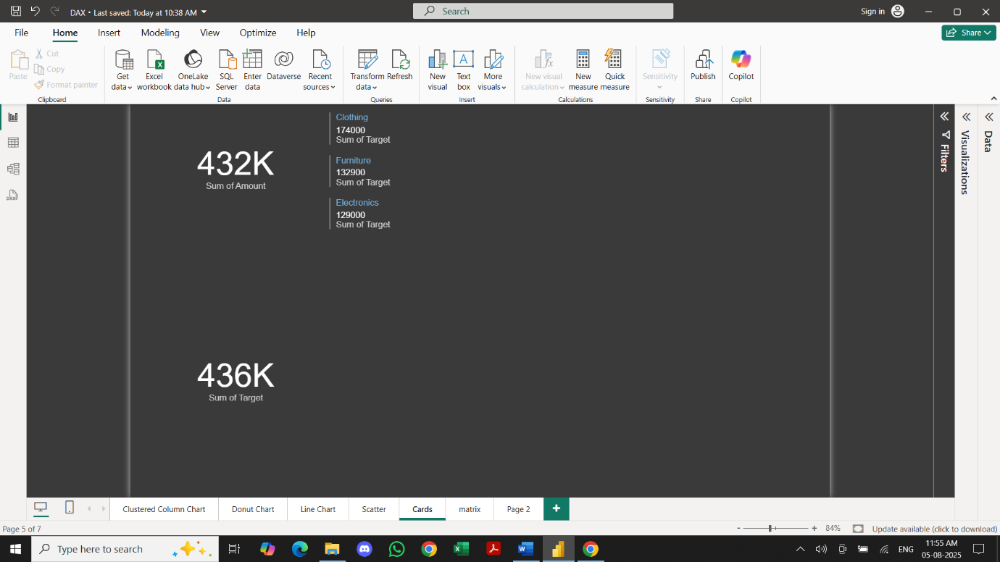 DAX • Last saved: Today at 10:38 AM
Search
Sign in
File Home Insert Modeling View Optimize Help
Share
Paste
Cut
Copy
Format painter
Clipboard
Get
data
Excel
workbook
OneLake
data hub
SQL
Server
Enter
data
Dataverse
Recent
sources
Data
Transform
data
Refresh
Queries
New
visual
Text
box
More
visuals
Insert
New visual
calculation
New
measure
Quick
measure
Calculations
Sensitivity
Sensitivity
Publish
Share
Copilot
Copilot
432K
Sum of Amount
Clothing
174000
Sum of Target
Furniture
132900
Sum of Target
Electronics
129000
Sum of Target
436K
Sum of Target
Filters
Visualizations
Data
Clustered Column Chart Donut Chart Line Chart Scatter Cards matrix Page 2
Page 5 of 7
84%
Update available (click to download)
Type here to search
ENG
11:55 AM
05-08-2025